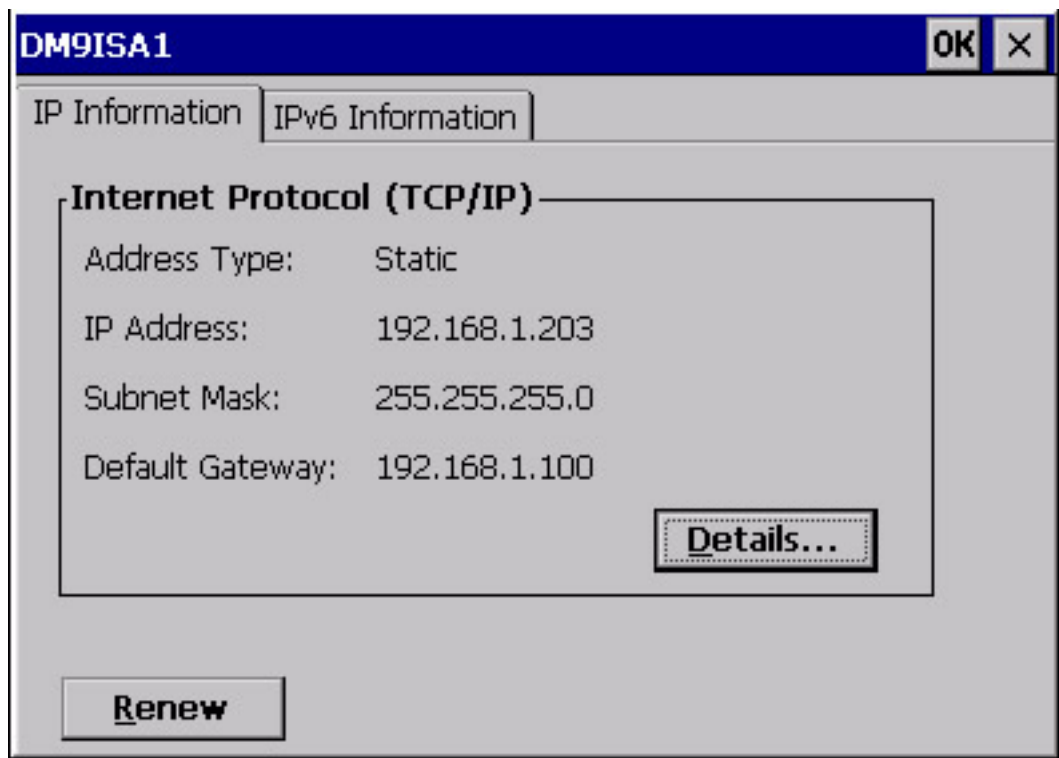 DM9ISA1 OK ×
IP Information IPv6 Information
Internet Protocol (TCP/IP)
Address Type: Static
IP Address: 192.168.1.203
Subnet Mask: 255.255.255.0
Default Gateway: 192.168.1.100
Details...
Renew